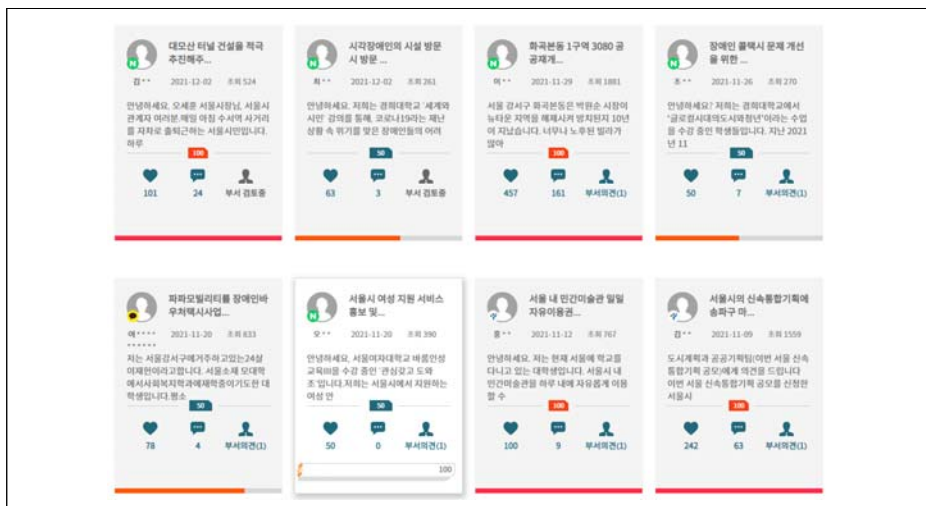 대모산 터널 건설을 적극
추진해주...
김** 2021-12-02 조회 524
안녕하세요. 오세훈 서울시장님, 서울시
관계자 여러분.매일 아침 수서역 사거리
를 자차로 출퇴근하는 서울시민입니다.
하루
100
101 24 부서 검토중
시각장애인의 시설 방문
시 방문 ...
최** 2021-12-02 조회 261
안녕하세요. 저희는 경희대학교 '세계와
시민' 강의를 통해, 코로나19라는 재난
상황 속 위기를 맞은 장애인들의 어려
50
63 3 부서 검토중
화곡본동 1구역 3080 공
공재개...
이** 2021-11-29 조회 1881
서울 강서구 화곡본동은 박원순 시장이
뉴타운 지역을 해제시켜 방치된지 10년
이 지났습니다. 너무나 노후된 빌라가
많아
100
457 161 부서의견(1)
장애인 콜택시 문제 개선
을 위한 ...
조** 2021-11-26 조회 270
안녕하세요? 저희는 경희대학교에서
'글로컬시대의도시와청년'이라는 수업
을 수강 중인 학생들입니다. 지난 2021
년 11
50
50 7 부서의견(1)
파파모빌리티를 장애인바
우처택시사업...
이**** 2021-11-20 조회 833
******
저는 서울강서구에거주하고있는24살
이재헌이라고합니다. 서울소재 모대학
에서사회복지학과에재학중이기도한 대
학생입니다.평소
50
78 4 부서의견(1)
서울시 여성 지원 서비스
홍보 및...
오** 2021-11-20 조회 390
안녕하세요, 서울여자대학교 바롬인성
교육III을 수강 중인 '관심갖고 도와
조'입니다.저희는 서울시에서 지원하는
여성 안
50
50 0 부서의견(1)
100
서울 내 민간미술관 일일
자유이용권...
홍** 2021-11-12 조회 767
안녕하세요. 저는 현재 서울에 학교를
다니고 있는 대학생입니다. 서울시 내
민간미술관을 하루 내에 자유롭게 이용
할 수
100
100 9 부서의견(1)
서울시의 신속통합기획에
송파구 마...
김** 2021-11-09 조회 1559
도시계획과 공공기획팀(이번 서울 신속
통합기획 공모)에게 의견을 드립니다
이번 서울 신속통합기획 공모를 신청한
서울시
100
242 63 부서의견(1)